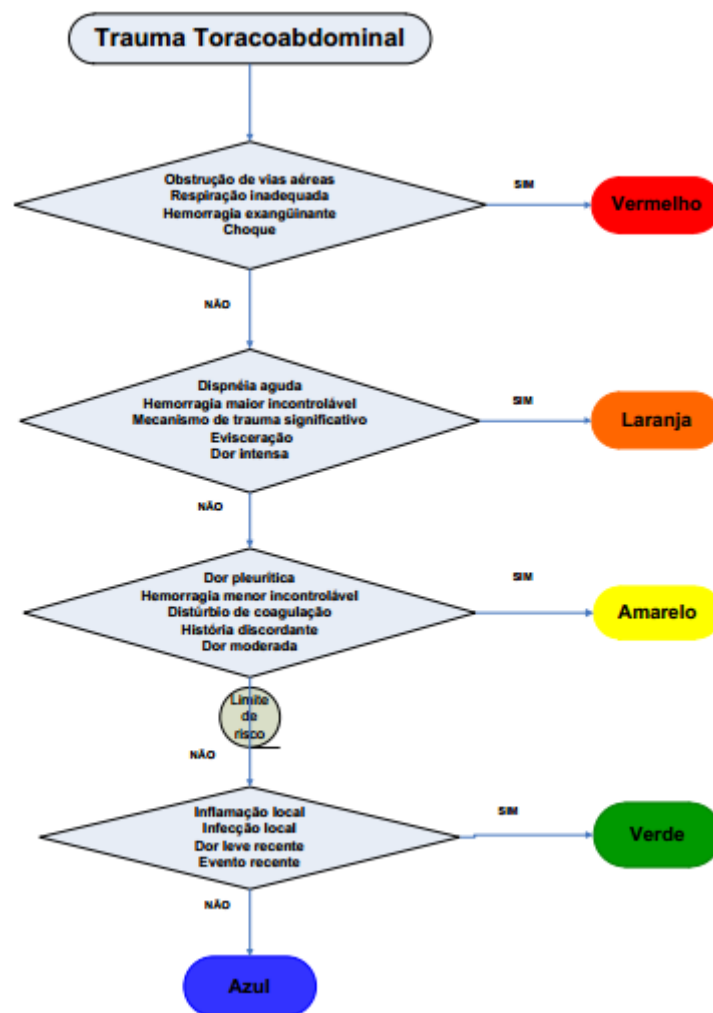 Trauma Toracoabdominal
Obstrução de vias aéreas
Respiração inadequada
Hemorragia exangüinante
Choque
SIM
Vermelho
NÃO
Dispnéia aguda
Hemorragia maior incontrolável
Mecanismo de trauma significativo
Evisceração
Dor intensa
SIM
Laranja
NÃO
Dor pleurítica
Hemorragia menor incontrolável
Distúrbio de coagulação
História discordante
Dor moderada
SIM
Amarelo
Limite
de
risco
NÃO
Inflamação local
Infecção local
Dor leve recente
Evento recente
SIM
Verde
NÃO
Azul